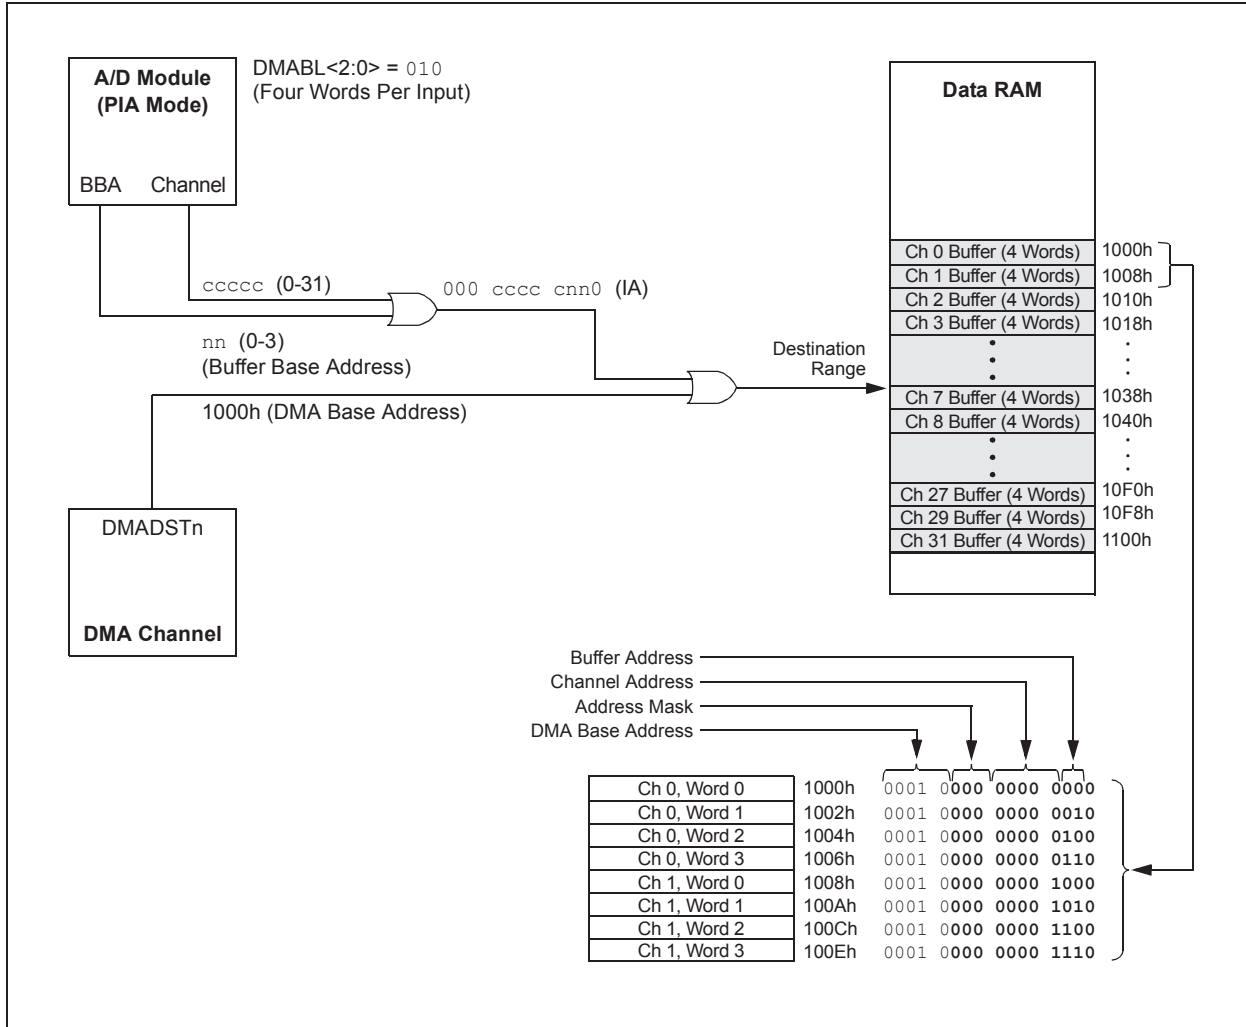 A/D Module
(PIA Mode)
BBA Channel
DMABL<2:0> = 010
(Four Words Per Input)
ccccc (0-31)
000 cccc cnn0 (IA)
nn (0-3)
(Buffer Base Address)
1000h (DMA Base Address)
Destination
Range
DMADSTn
DMA Channel
Data RAM
Ch 0 Buffer (4 Words) 1000h
Ch 1 Buffer (4 Words) 1008h
Ch 2 Buffer (4 Words) 1010h
Ch 3 Buffer (4 Words) 1018h
Ch 7 Buffer (4 Words) 1038h
Ch 8 Buffer (4 Words) 1040h
Ch 27 Buffer (4 Words) 10F0h
Ch 29 Buffer (4 Words) 10F8h
Ch 31 Buffer (4 Words) 1100h
Buffer Address
Channel Address
Address Mask
DMA Base Address
Ch 0, Word 0 1000h 0001 0000 0000 0000
Ch 0, Word 1 1002h 0001 0000 0000 0010
Ch 0, Word 2 1004h 0001 0000 0000 0100
Ch 0, Word 3 1006h 0001 0000 0000 0110
Ch 1, Word 0 1008h 0001 0000 0000 1000
Ch 1, Word 1 100Ah 0001 0000 0000 1010
Ch 1, Word 2 100Ch 0001 0000 0000 1100
Ch 1, Word 3 100Eh 0001 0000 0000 1110